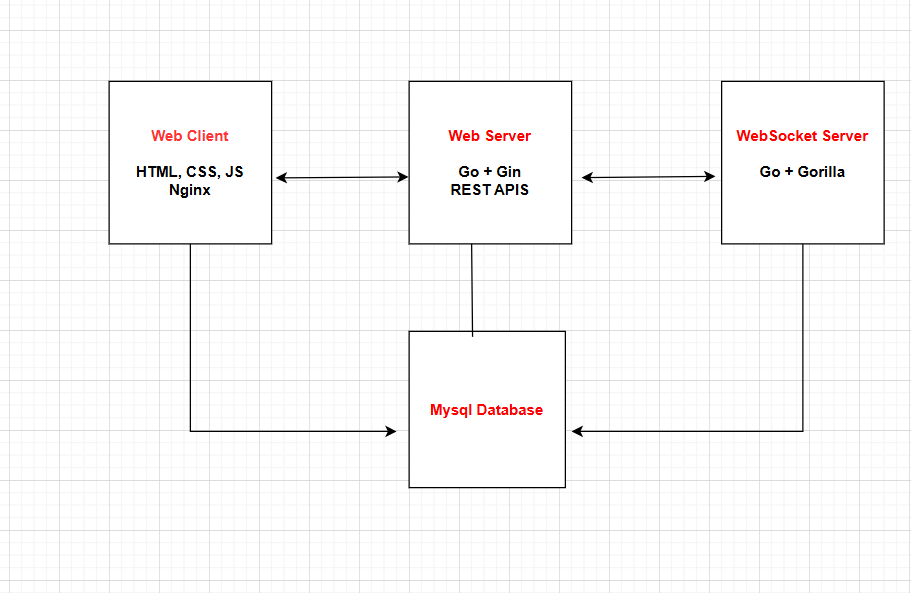 Web Client
HTML, CSS, JS
Nginx
Web Server
Go + Gin
REST APIS
WebSocket Server
Go + Gorilla
Mysql Database